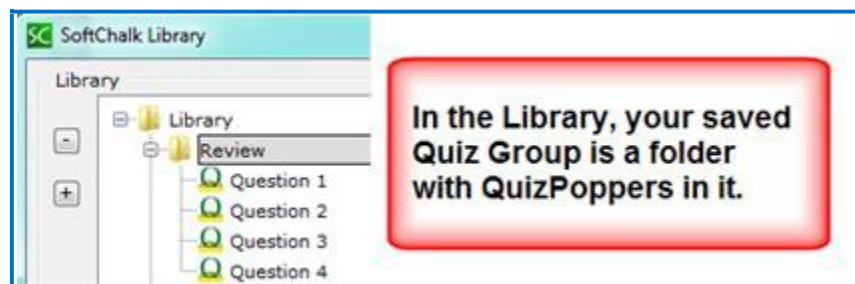 SC SoftChalk Library
Library
- Library
- Review
+ Question 1
Question 2
Question 3
Question 4
In the Library, your saved
Quiz Group is a folder
with QuizPoppers in it.